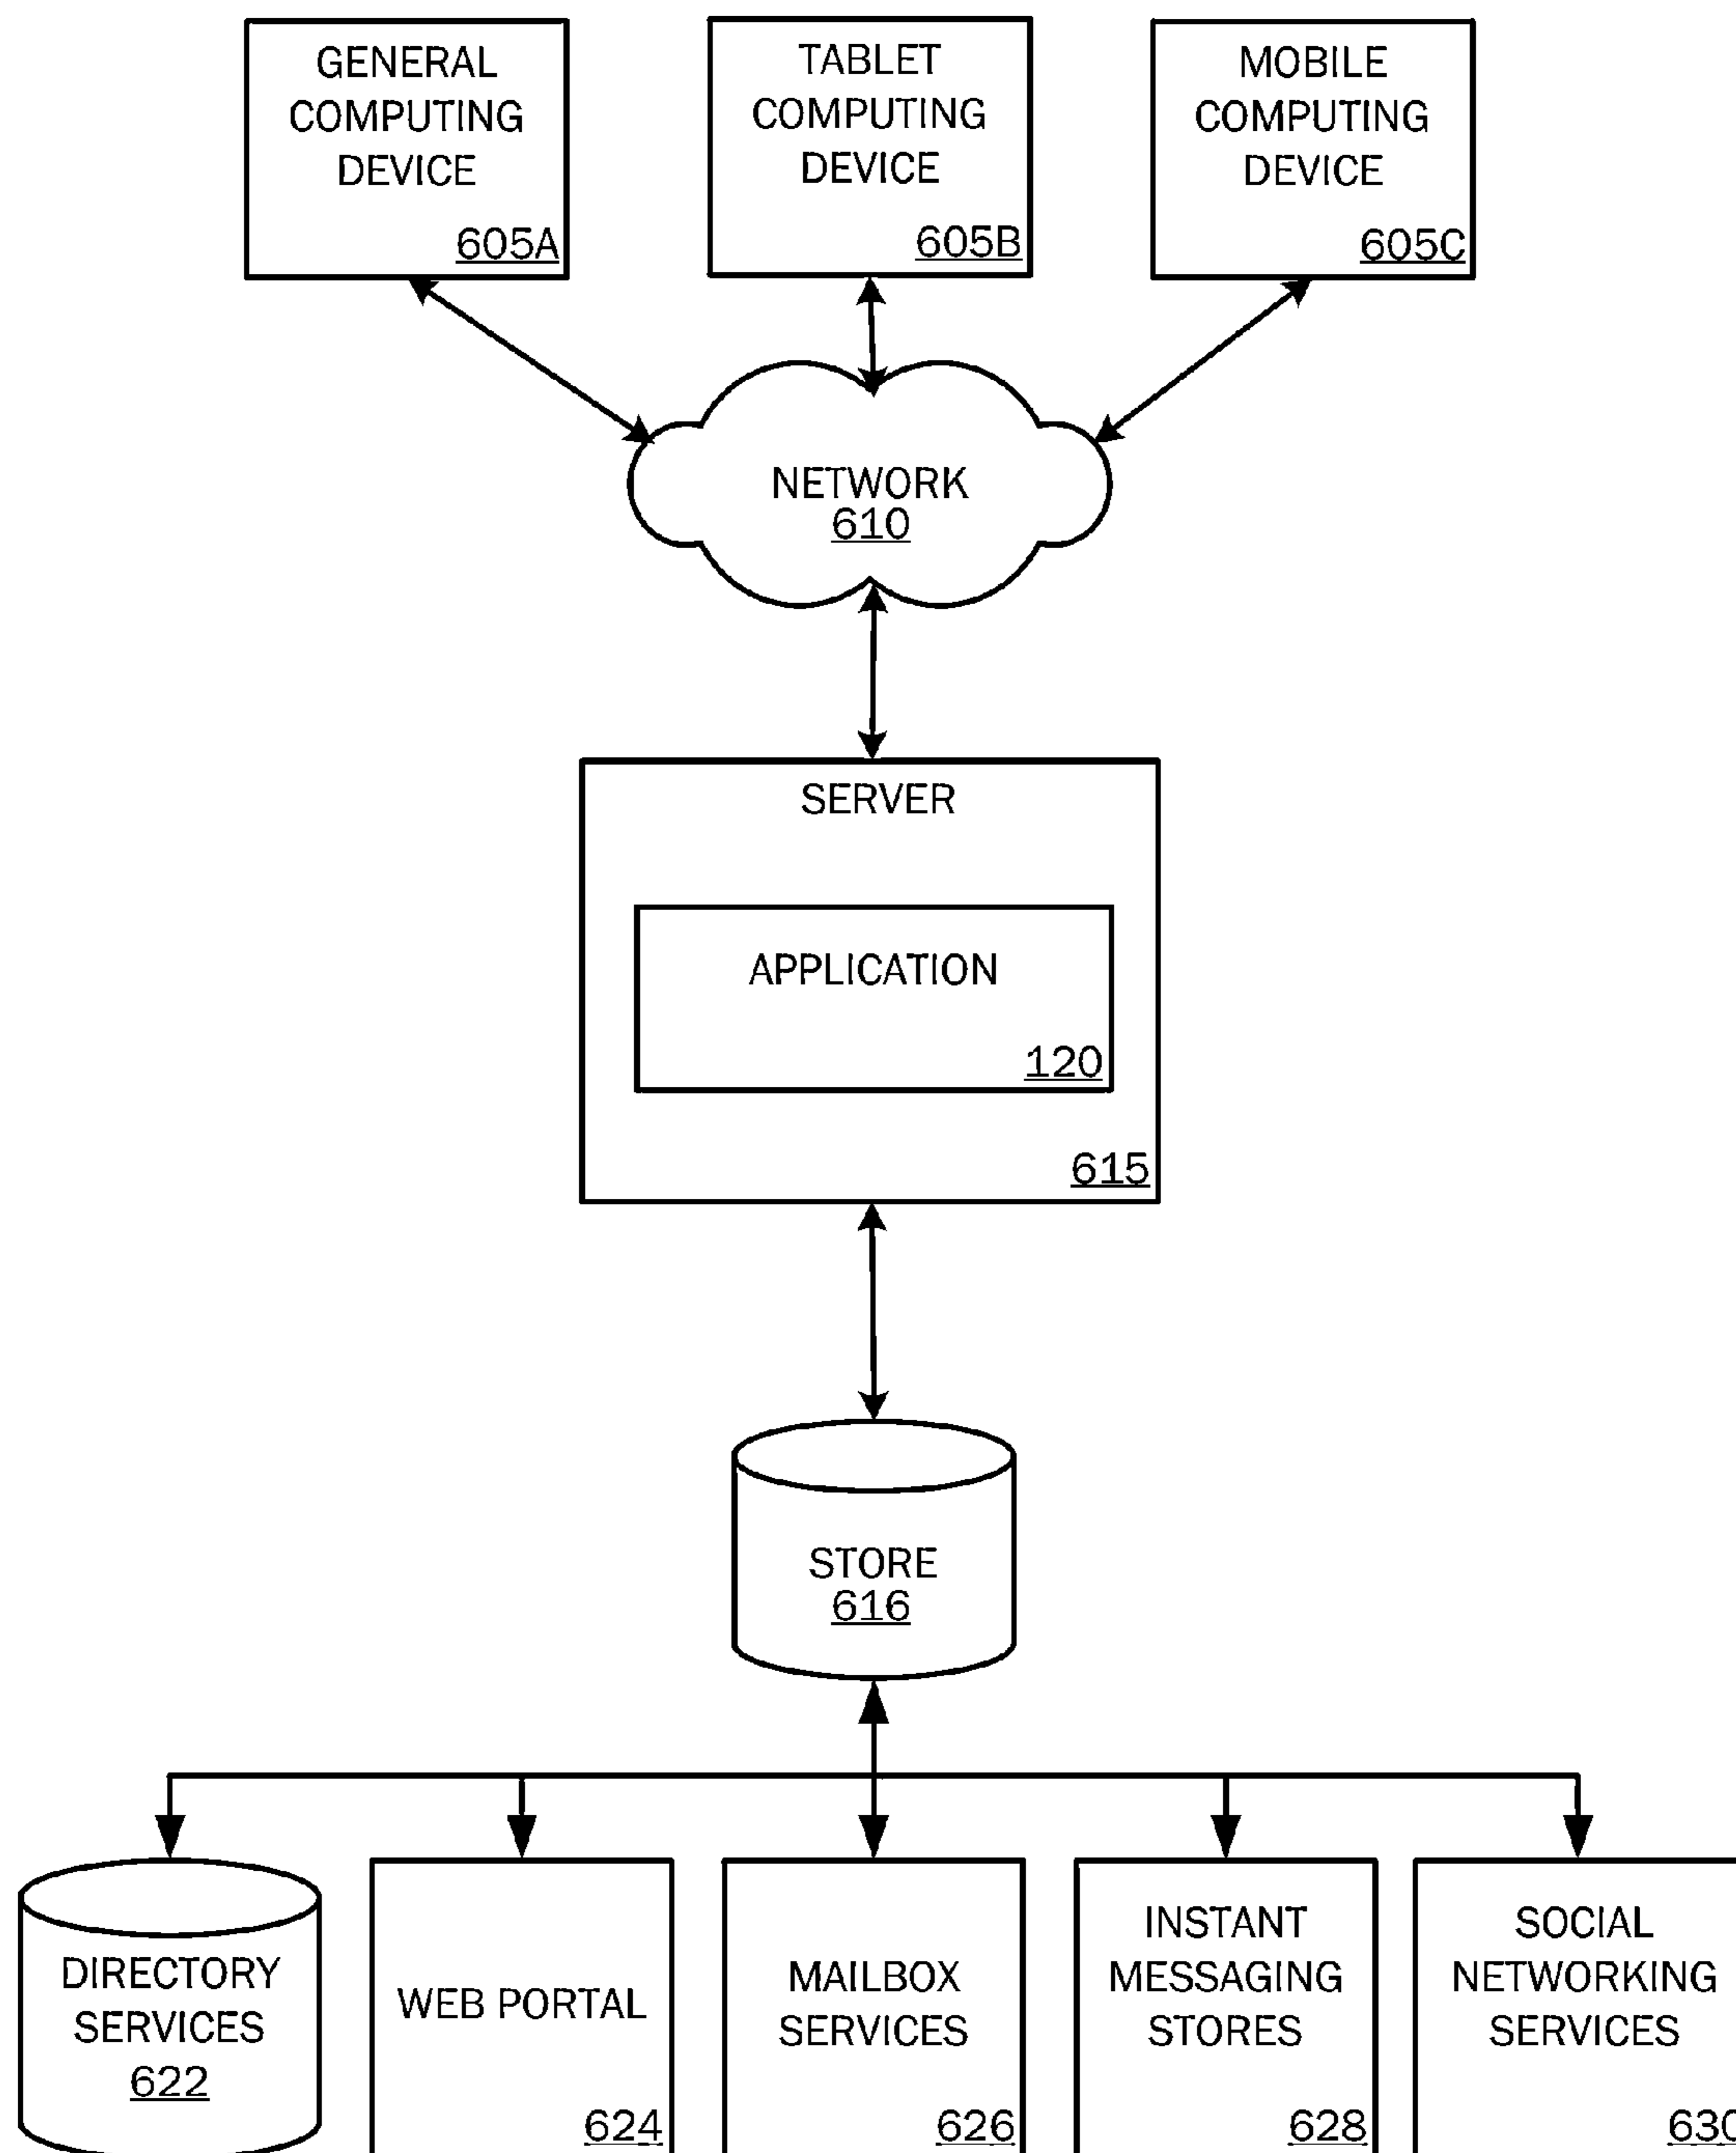 GENERAL
COMPUTING
DEVICE
605A
TABLET
COMPUTING
DEVICE
605B
MOBILE
COMPUTING
DEVICE
605C
NETWORK
610
SERVER
APPLICATION
120
615
STORE
616
DIRECTORY
SERVICES
622
WEB PORTAL
624
MAILBOX
SERVICES
626
INSTANT
MESSAGING
STORES
628
SOCIAL
NETWORKING
SERVICES
630